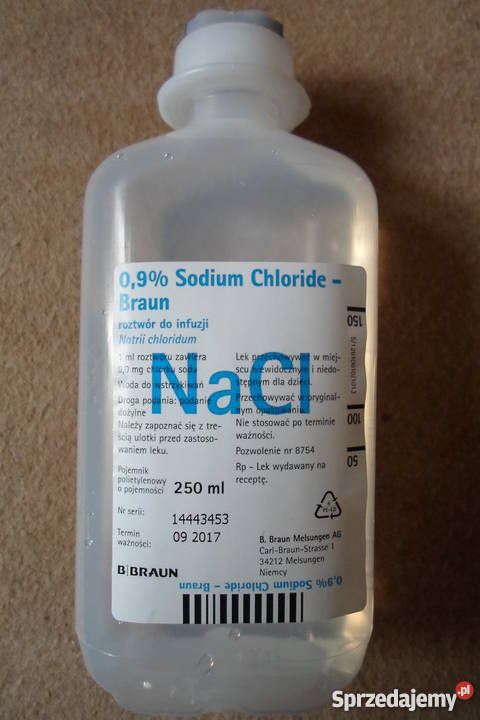 0,9% Sodium Chloride –
Braun
roztwór do infuzji
Natrii chloridum
NaCl
1 ml roztworu zawiera
9,0 mg chlorku sodu
Woda do wstrzykiwań
Droga podania: podanie
dożylne
Należy zapoznać się z tre-
ścią ulotki przed zastoso-
waniem leku.
Pojemnik
polietylenowy
o pojemności 250 ml
Nr serii:
14443453
Termin
ważności: 09 2017
B|BRAUN
Lek przechowywać w miej-
scu niewidocznym i niedo-
stępnym dla dzieci.
Przechowywać w oryginal-
nym opakowaniu.
Nie stosować po terminie
ważności.
Pozwolenie nr 8754
Rp – Lek wydawany na
receptę.
4
PE-LD
B. Braun Melsungen AG
Carl-Braun-Strasse 1
34212 Melsungen
Niemcy
0,9% Sodium Chloride – Braun
150
100
50
Sprzedajemy.pl